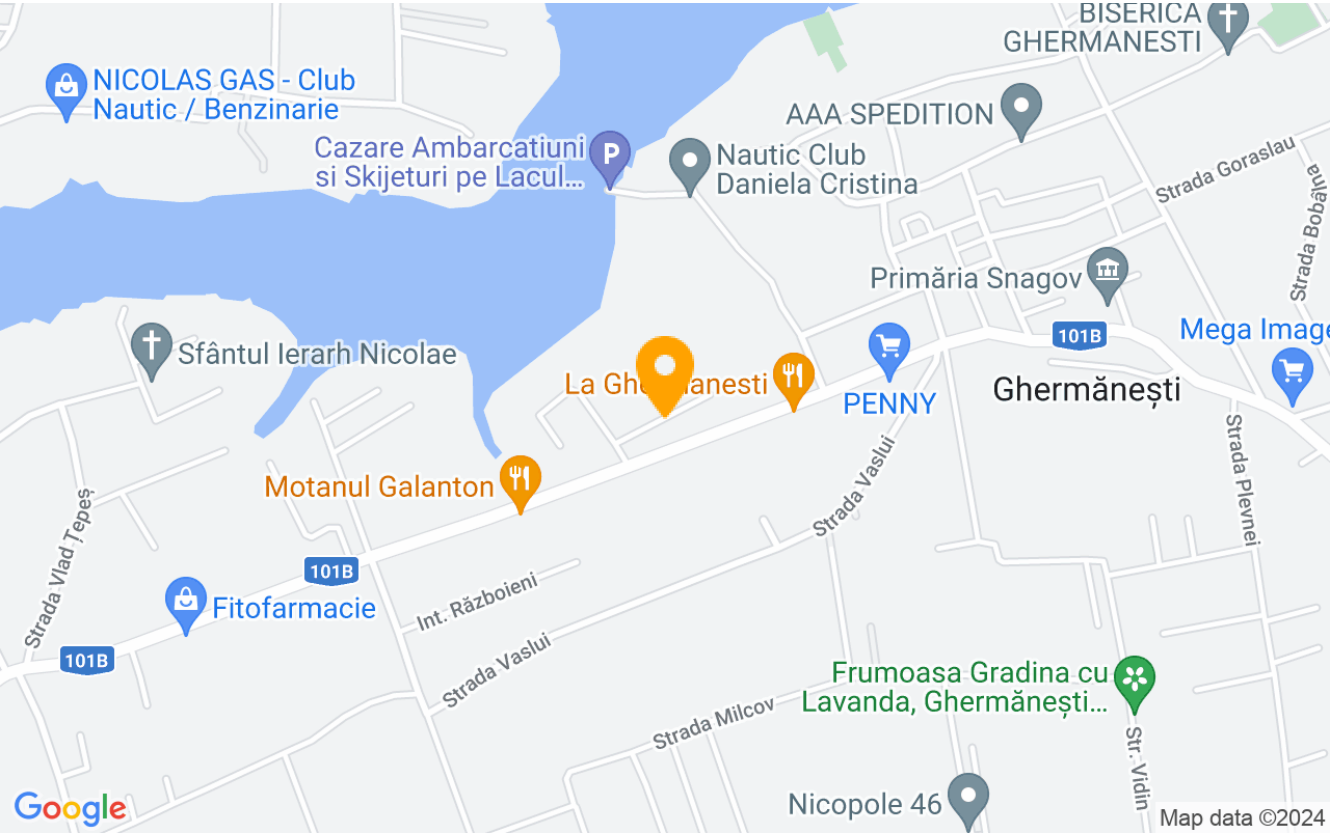 BISERICA
GHERMANESTI
NICOLAS GAS - Club
Nautic / Benzinarie
AAA SPEDITION
Cazare Ambarcatiuni
si Skijeturi pe Lacul...
P
Nautic Club
Daniela Cristina
Strada Goraslau
Strada Bobâlna
Primăria Snagov
101B
Mega Image
Sfântul Ierarh Nicolae
La Gh manesti
PENNY
Ghermănești
Strada Plevnei
Motanul Galanton
Strada Vaslui
Strada Vlad Țepeș
101B
Int. Războieni
Fitofarmacie
101B
Strada Vaslui
Frumoasa Gradina cu
Lavanda, Ghermănești...
Strada Milcov
Str. Vidin
Nicopole 46
Google
Map data ©2024